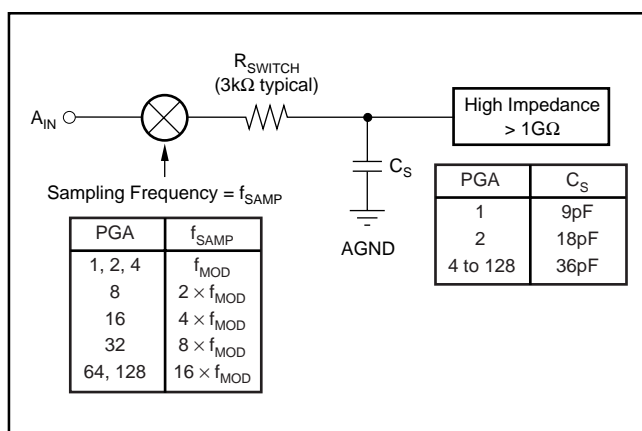 R_SWITCH
(3kΩ typical)
A_IN
High Impedance
> 1GΩ
C_S
Sampling Frequency = f_SAMP
AGND
PGA f_SAMP
1, 2, 4 f_MOD
8 2 × f_MOD
16 4 × f_MOD
32 8 × f_MOD
64, 128 16 × f_MOD
PGA C_S
1 9pF
2 18pF
4 to 128 36pF